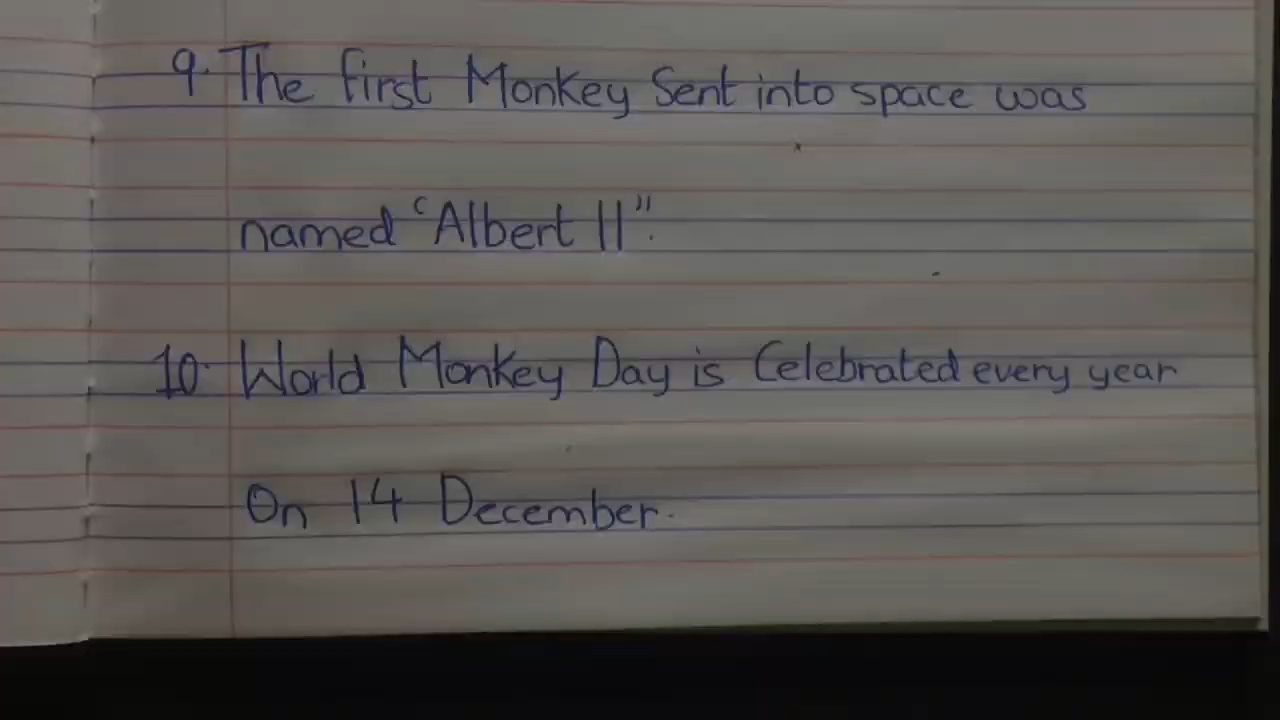 9. The first Monkey Sent into space was
named “Albert II”.
10. World Monkey Day is Celebrated every year
On 14 December.